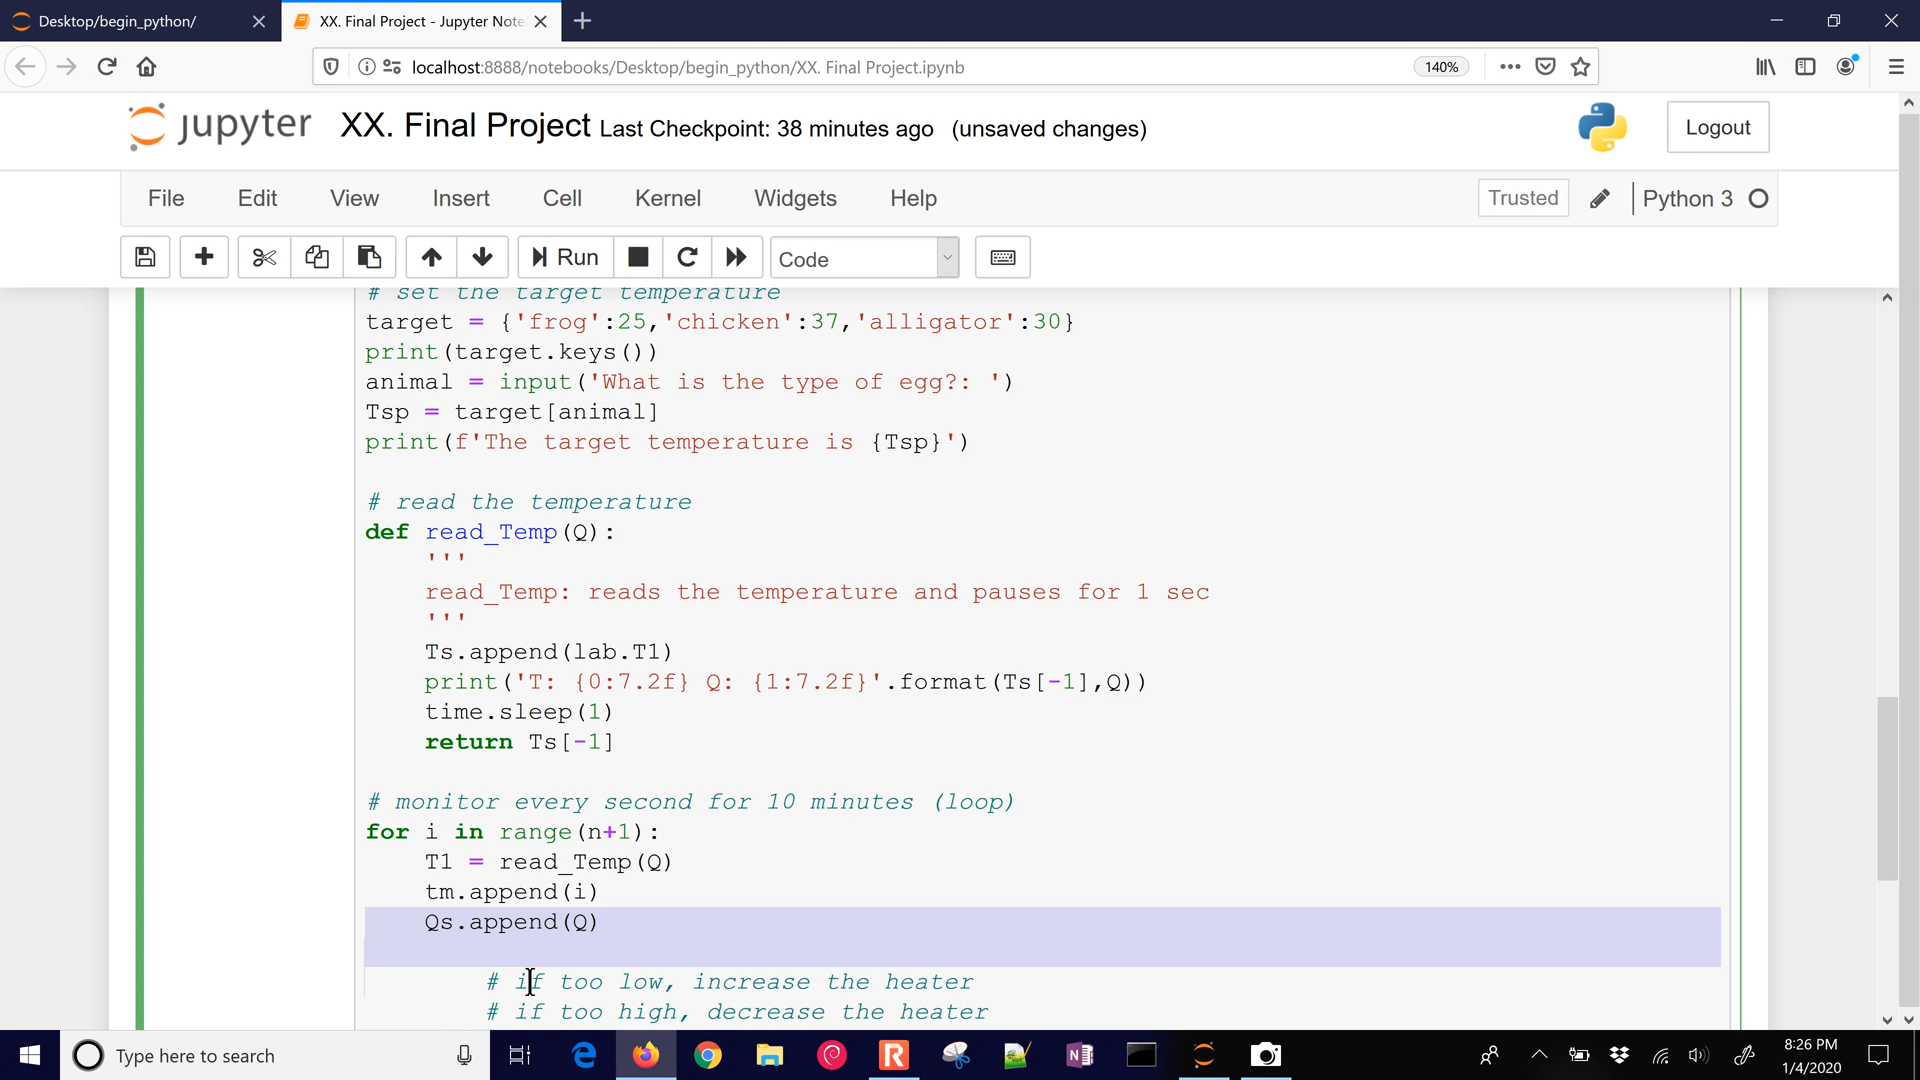 Desktop/begin_python/
XX. Final Project - Jupyter Note
localhost:8888/notebooks/Desktop/begin_python/XX. Final Project.ipynb
140%
jupyter XX. Final Project Last Checkpoint: 38 minutes ago (unsaved changes)
Logout
File Edit View Insert Cell Kernel Widgets Help
Trusted
Python 3
Run
Code
# set the target temperature
target = {'frog':25,'chicken':37,'alligator':30}
print(target.keys())
animal = input('What is the type of egg?: ')
Tsp = target[animal]
print(f'The target temperature is {Tsp}')
# read the temperature
def read_Temp(Q):
'''
read_Temp: reads the temperature and pauses for 1 sec
'''
Ts.append(lab.T1)
print('T: {0:7.2f} Q: {1:7.2f}'.format(Ts[-1],Q))
time.sleep(1)
return Ts[-1]
# monitor every second for 10 minutes (loop)
for i in range(n+1):
T1 = read_Temp(Q)
tm.append(i)
Qs.append(Q)
# if too low, increase the heater
# if too high, decrease the heater
Type here to search
8:26 PM
1/4/2020